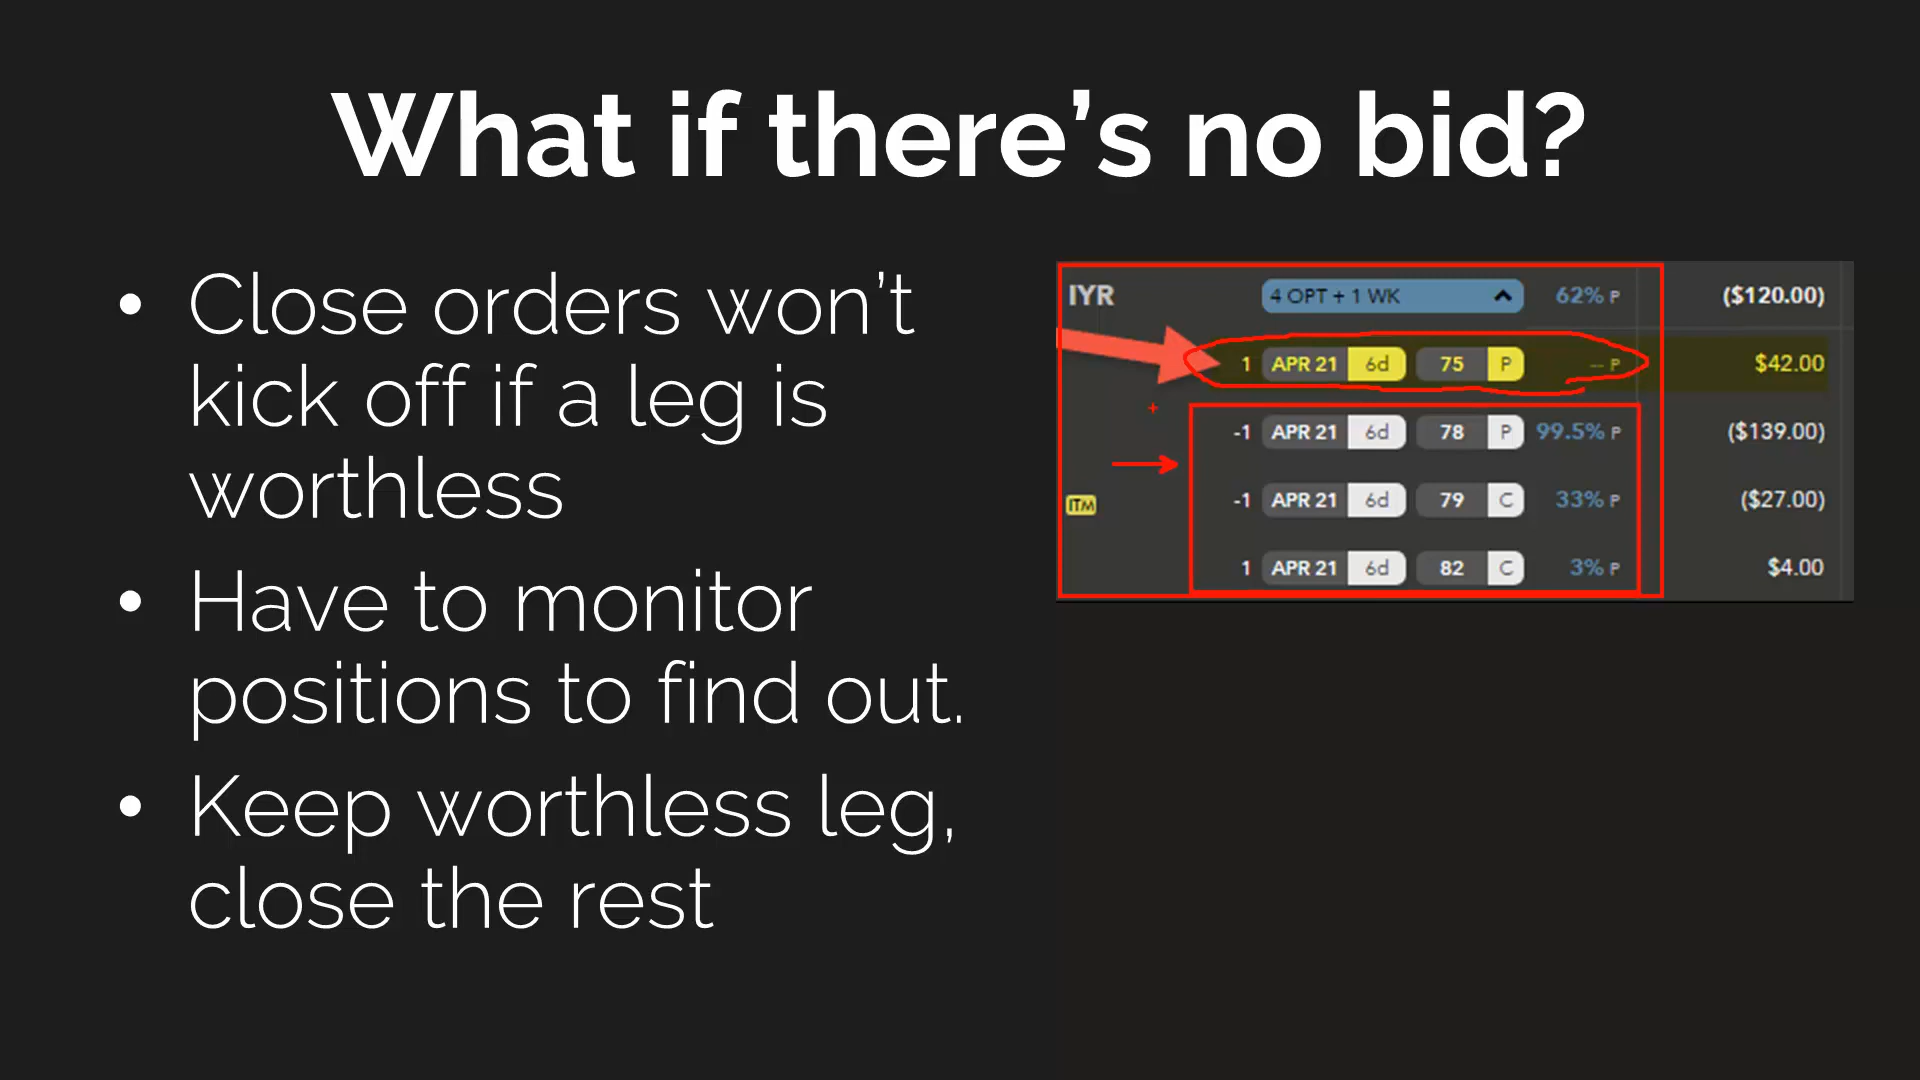 What if there’s no bid?
• Close orders won’t
kick off if a leg is
worthless
• Have to monitor
positions to find out.
• Keep worthless leg,
close the rest
IYR 4 OPT + 1 WK 62% P ($120.00)
1 APR 21 6d 75 P -- P $42.00
-1 APR 21 6d 78 P 99.5% P ($139.00)
ITM -1 APR 21 6d 79 C 33% P ($27.00)
1 APR 21 6d 82 C 3% P $4.00